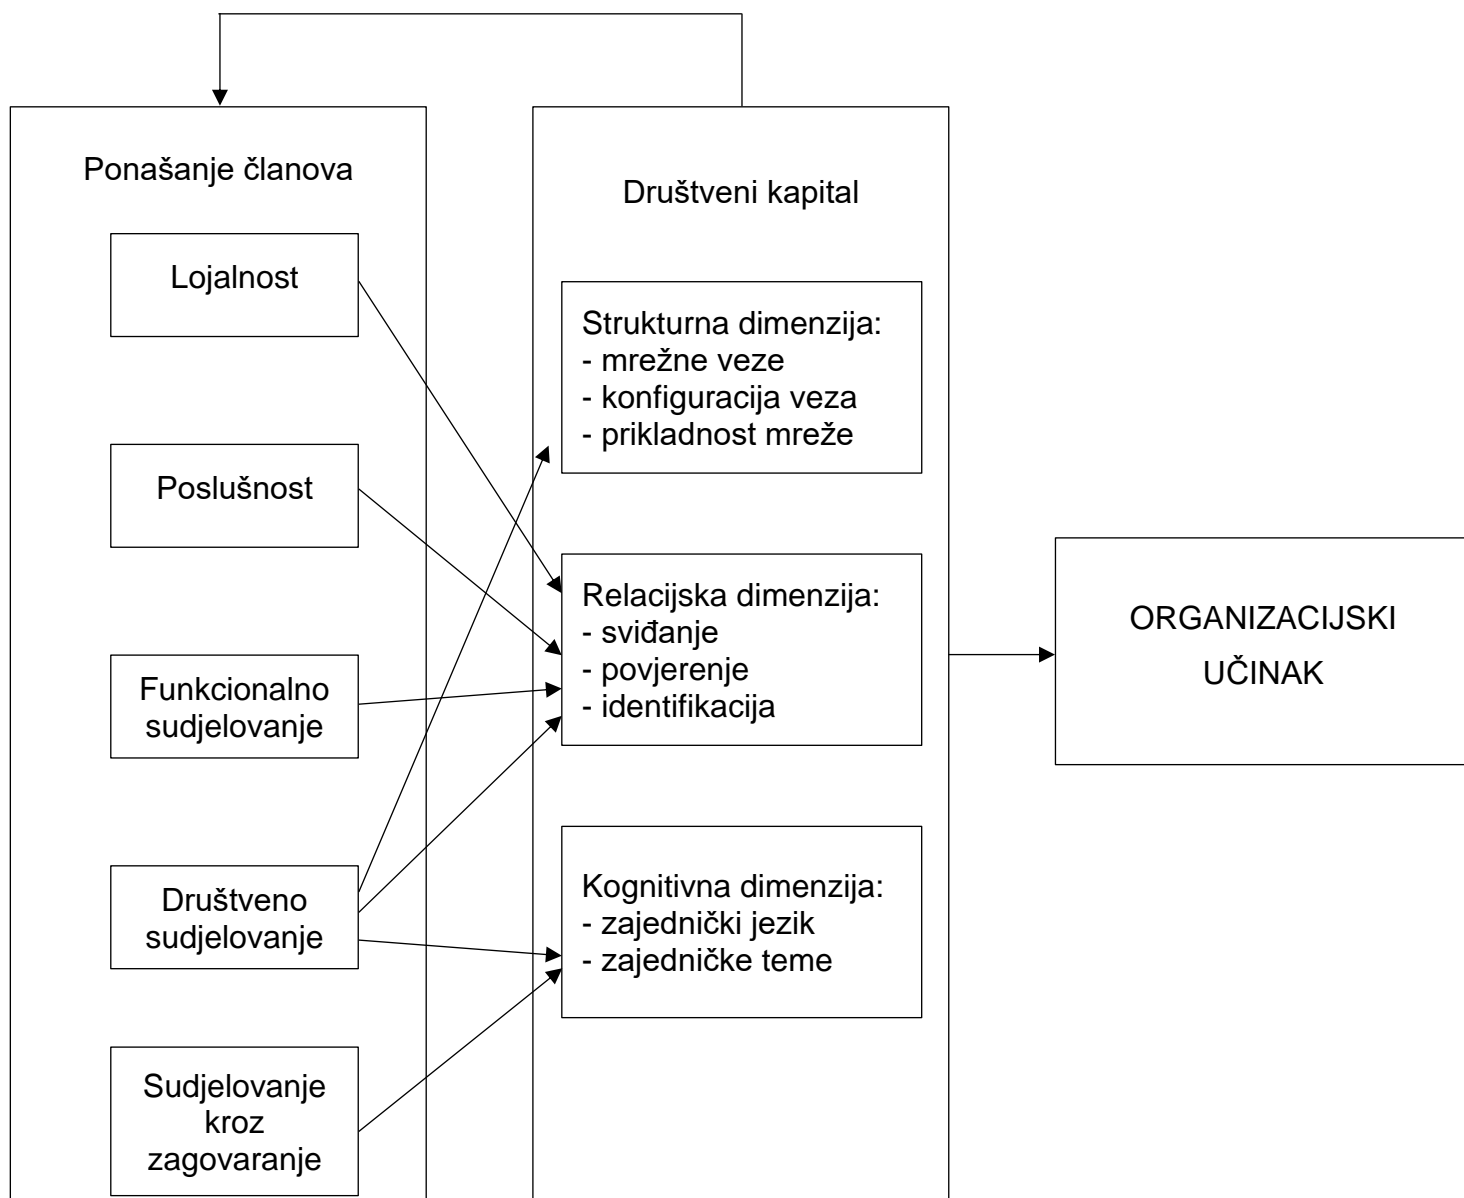 Ponašanje članova
Lojalnost
Poslušnost
Funkcionalno
sudjelovanje
Društveno
sudjelovanje
Sudjelovanje
kroz
zagovaranje
Društveni kapital
Strukturna dimenzija:
- mrežne veze
- konfiguracija veza
- prikladnost mreže
Relacijska dimenzija:
- sviđanje
- povjerenje
- identifikacija
Kognitivna dimenzija:
- zajednički jezik
- zajedničke teme
ORGANIZACIJSKI
UČINAK